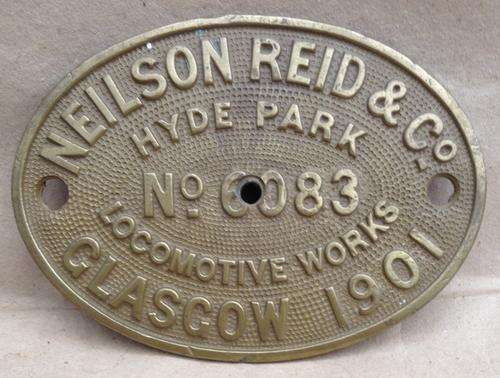 NEILSON REID & Co.
HYDE PARK
No. 6083
LOCOMOTIVE WORKS
GLASGOW 1901